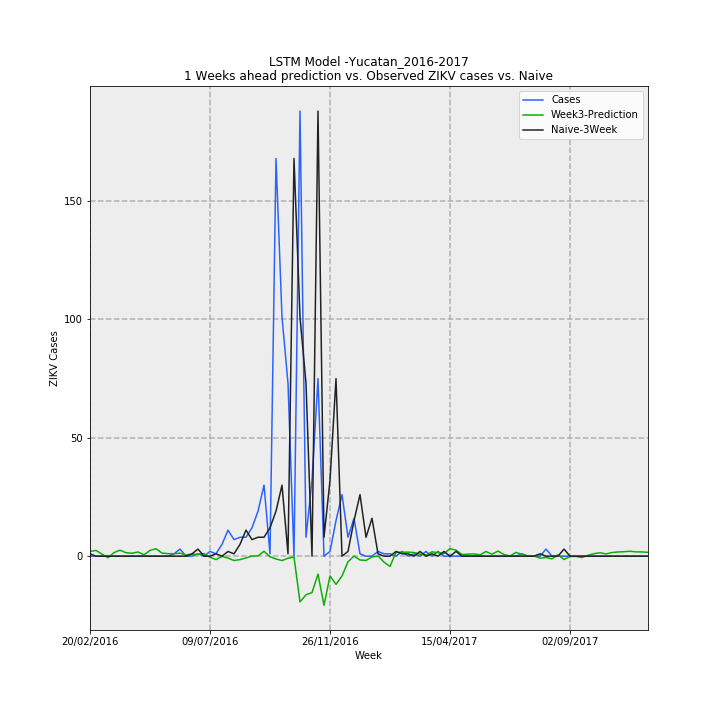 LSTM Model -Yucatan_2016-2017
1 Weeks ahead prediction vs. Observed ZIKV cases vs. Naive
Cases
Week3-Prediction
Naive-3Week
150
100
50
0
ZIKV Cases
20/02/2016 09/07/2016 26/11/2016 15/04/2017 02/09/2017
Week